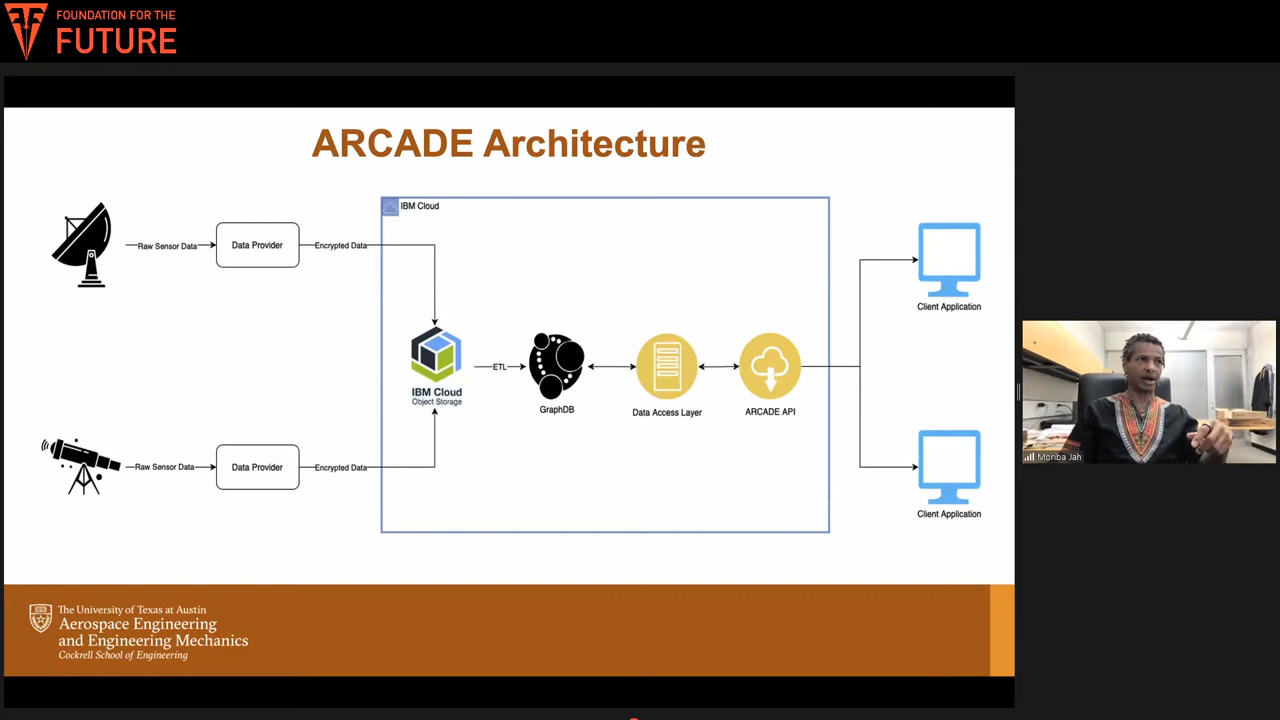 FOUNDATION FOR THE
FUTURE
ARCADE Architecture
IBM Cloud
Raw Sensor Data
Data Provider
Encrypted Data
Client Application
IBM Cloud
Object Storage
ETL
GraphDB
Data Access Layer
ARCADE API
Raw Sensor Data
Data Provider
Encrypted Data
Client Application
Moriba Jah
The University of Texas at Austin
Aerospace Engineering
and Engineering Mechanics
Cockrell School of Engineering